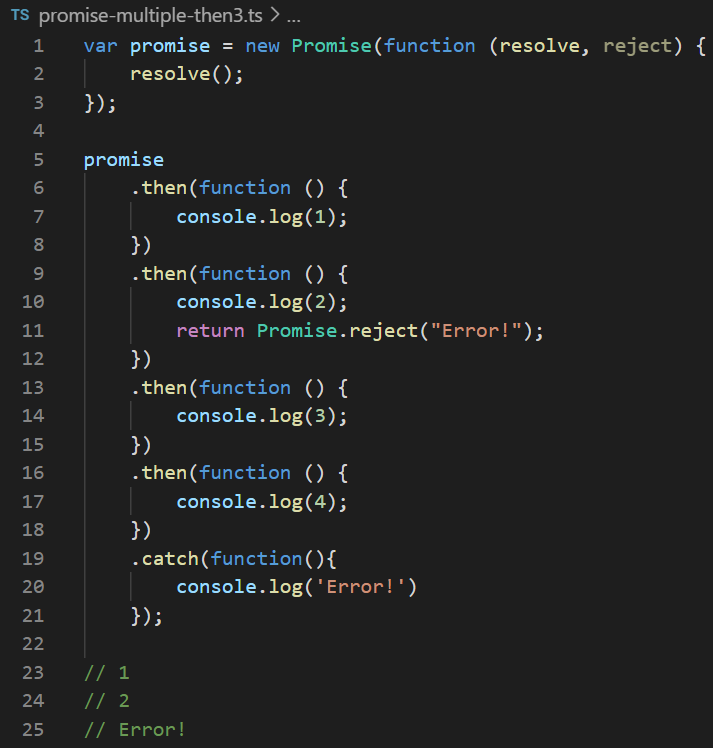 TS promise-multiple-then3.ts > ...
1 var promise = new Promise(function (resolve, reject) {
2     resolve();
3 });
4
5 promise
6     .then(function () {
7         console.log(1);
8     })
9     .then(function () {
10         console.log(2);
11         return Promise.reject("Error!");
12     })
13     .then(function () {
14         console.log(3);
15     })
16     .then(function () {
17         console.log(4);
18     })
19     .catch(function(){
20         console.log('Error!')
21     });
22
23 // 1
24 // 2
25 // Error!